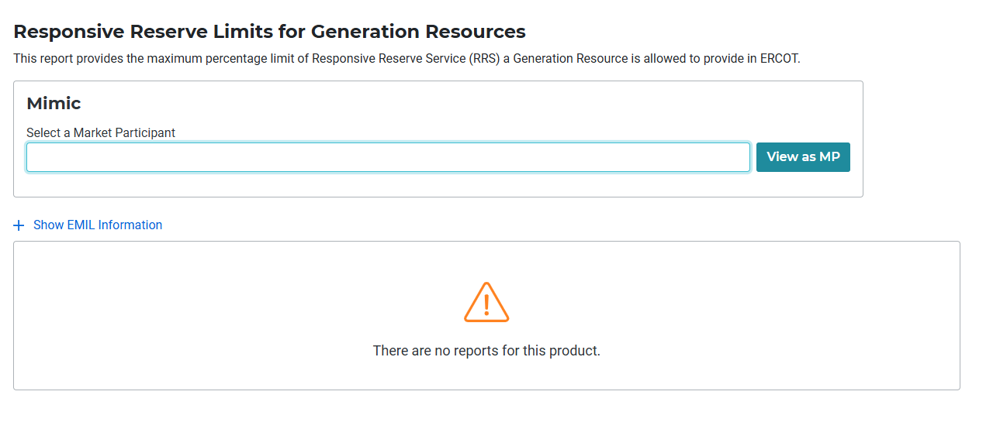 Responsive Reserve Limits for Generation Resources
This report provides the maximum percentage limit of Responsive Reserve Service (RRS) a Generation Resource is allowed to provide in ERCOT.
Mimic
Select a Market Participant
View as MP
Show EMIL Information
There are no reports for this product.